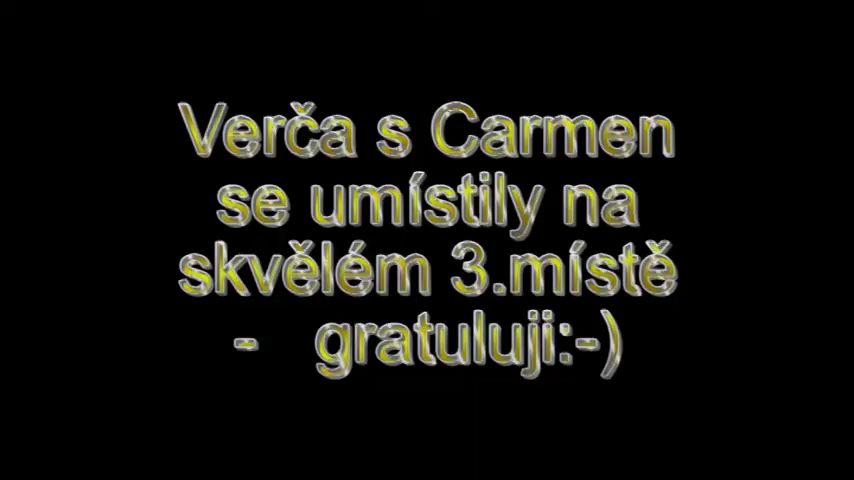 Verča s Carmen
se umístily na
skvělém 3.místě
- gratuluji:-)